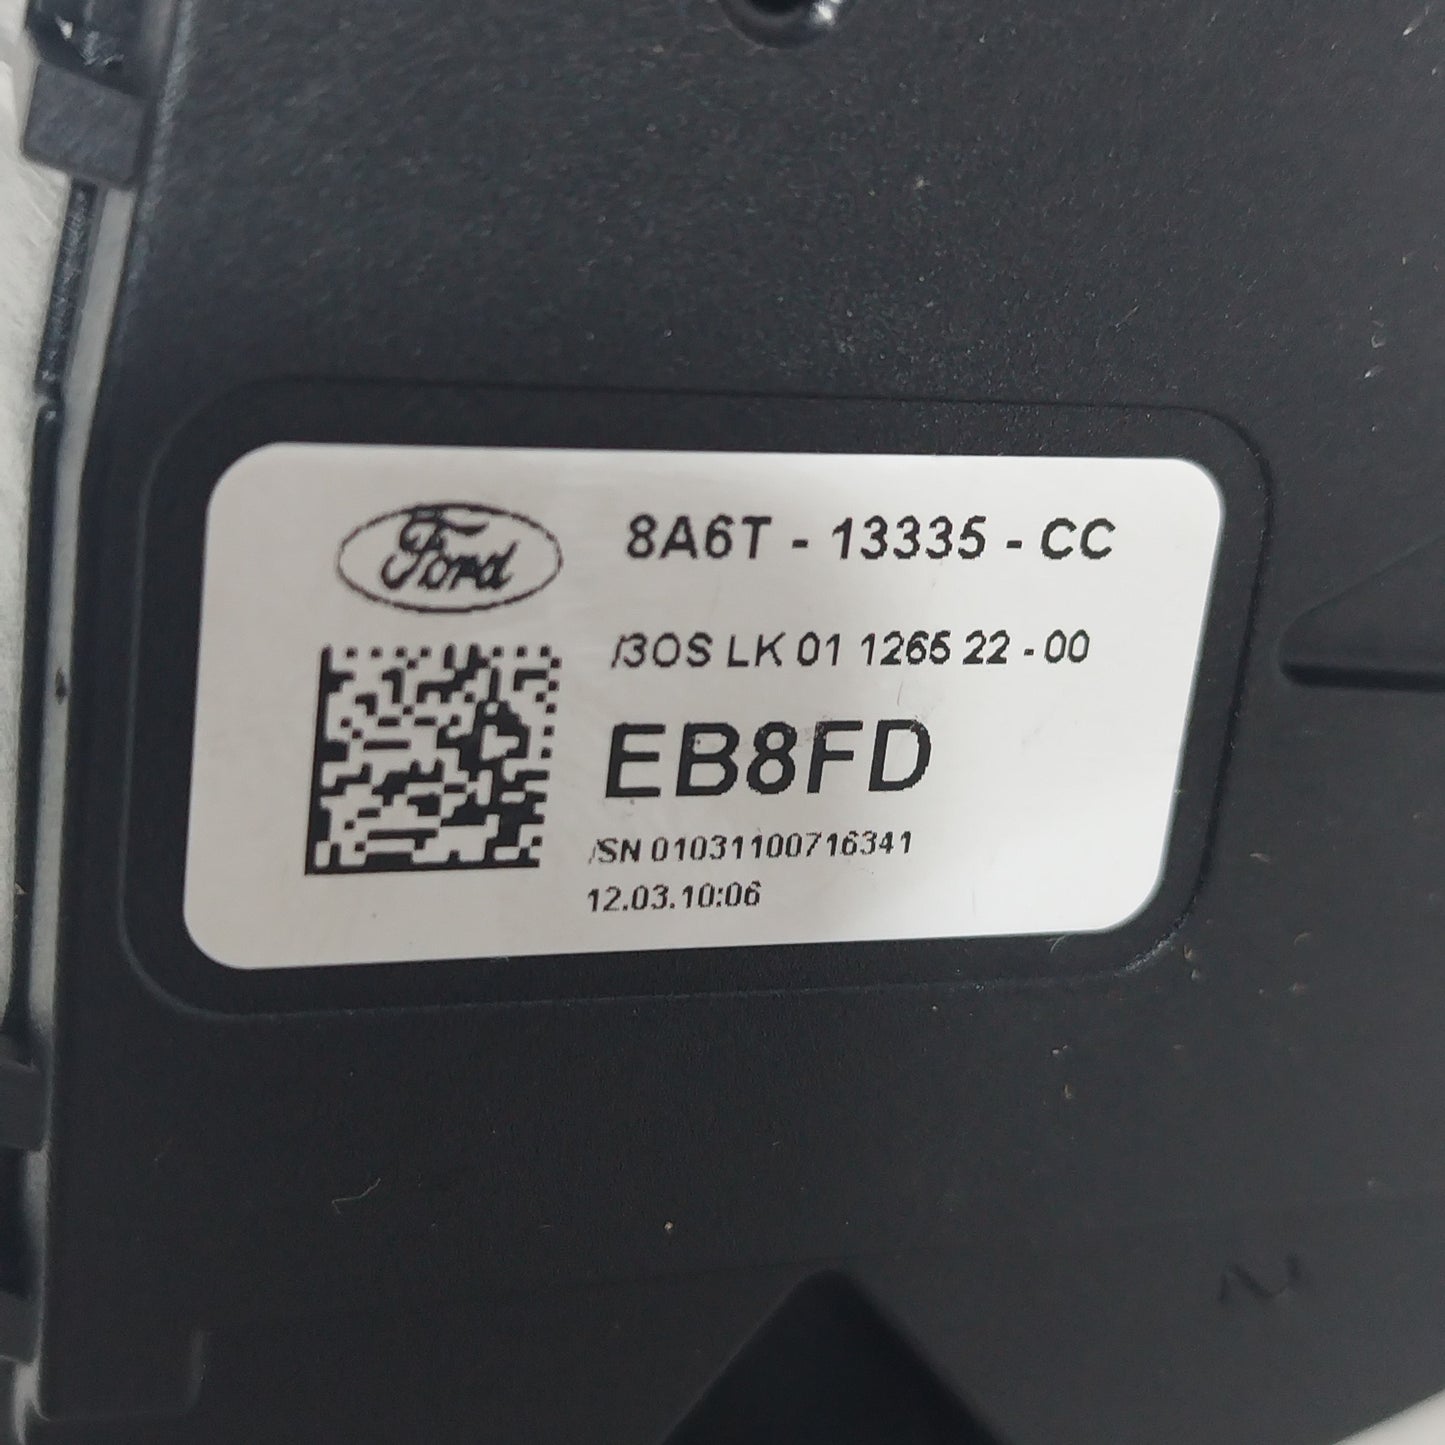 Ford
8A6T - 13335 - CC
/3OS LK 01 1265 22 - 00
EB8FD
/SN 01031100716341
12.03.10:06